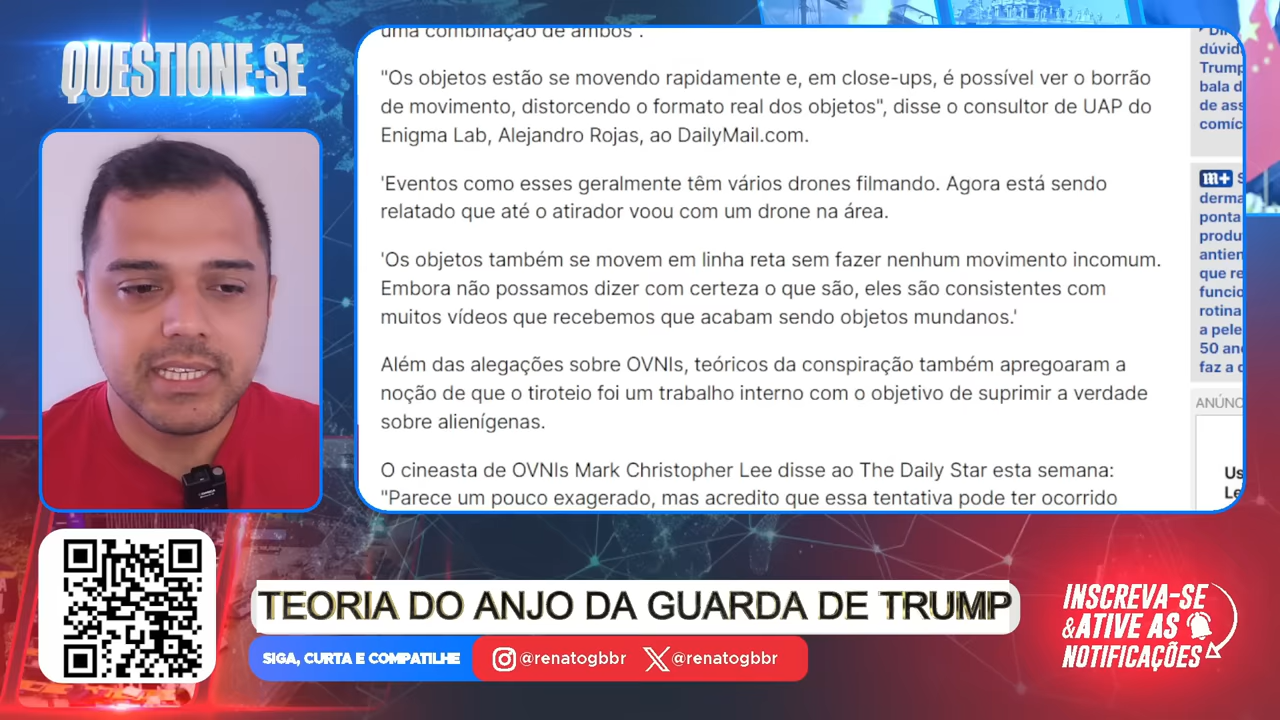 QUESTIONE-SE
uma combinação de ambos".
"Os objetos estão se movendo rapidamente e, em close-ups, é possível ver o borrão
de movimento, distorcendo o formato real dos objetos", disse o consultor de UAP do
Enigma Lab, Alejandro Rojas, ao DailyMail.com.
'Eventos como esses geralmente têm vários drones filmando. Agora está sendo
relatado que até o atirador voou com um drone na área.
'Os objetos também se movem em linha reta sem fazer nenhum movimento incomum.
Embora não possamos dizer com certeza o que são, eles são consistentes com
muitos vídeos que recebemos que acabam sendo objetos mundanos.'
Além das alegações sobre OVNIs, teóricos da conspiração também apregoaram a
noção de que o tiroteio foi um trabalho interno com o objetivo de suprimir a verdade
sobre alienígenas.
O cineasta de OVNIs Mark Christopher Lee disse ao The Daily Star esta semana:
"Parece um pouco exagerado, mas acredito que essa tentativa pode ter ocorrido
dúvid
Trump
bala d
de ass
comíc
m+ S
derma
ponta
produ
antien
que re
funcio
rotina
a pele
50 an
faz a d
ANÚNC
Us
Le
TEORIA DO ANJO DA GUARDA DE TRUMP
SIGA, CURTA E COMPATILHE
@renatogbbr
@renatogbbr
INSCREVA-SE
&ATIVE AS
NOTIFICAÇÕES